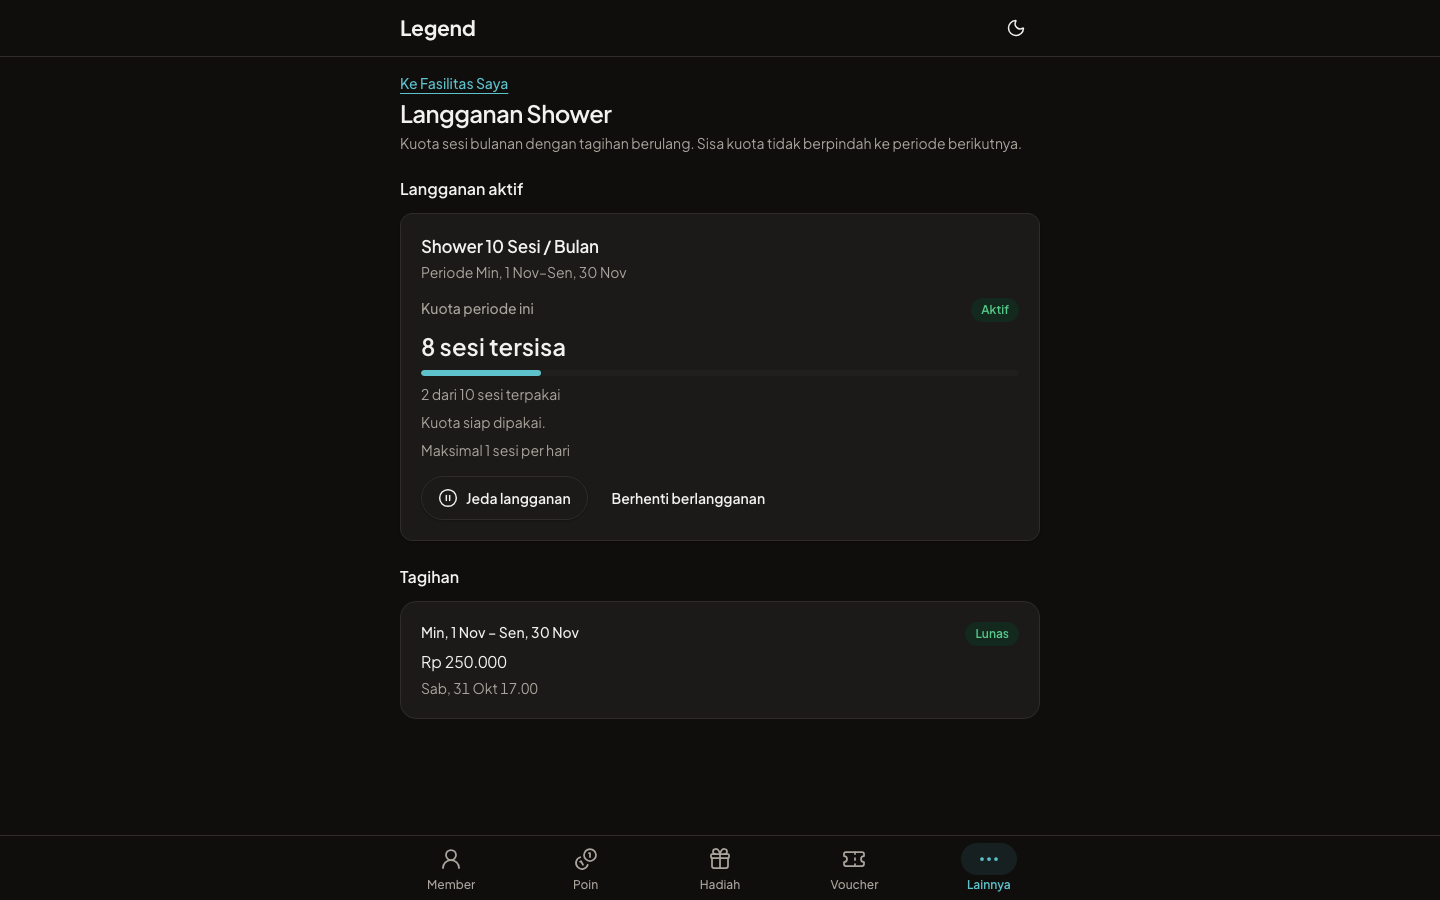 Legend
Ke Fasilitas Saya
Langganan Shower
Kuota sesi bulanan dengan tagihan berulang. Sisa kuota tidak berpindah ke periode berikutnya.
Langganan aktif
Shower 10 Sesi / Bulan
Periode Min, 1 Nov–Sen, 30 Nov
Kuota periode ini
Aktif
8 sesi tersisa
2 dari 10 sesi terpakai
Kuota siap dipakai.
Maksimal 1 sesi per hari
Jeda langganan
Berhenti berlangganan
Tagihan
Min, 1 Nov – Sen, 30 Nov
Lunas
Rp 250.000
Sab, 31 Okt 17.00
Member
Poin
Hadiah
Voucher
Lainnya